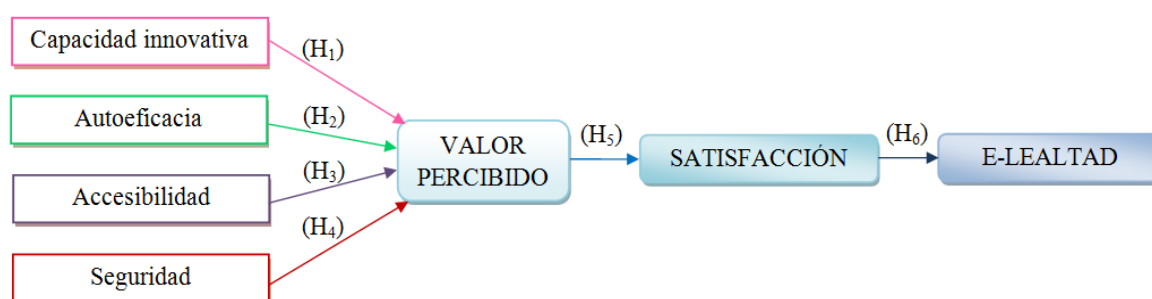 Capacidad innovativa
(H₁)
Autoeficacia
(H₂)
Accesibilidad
(H₃)
Seguridad
(H₄)
VALOR
PERCIBIDO
(H₅)
SATISFACCIÓN
(H₆)
E-LEALTAD